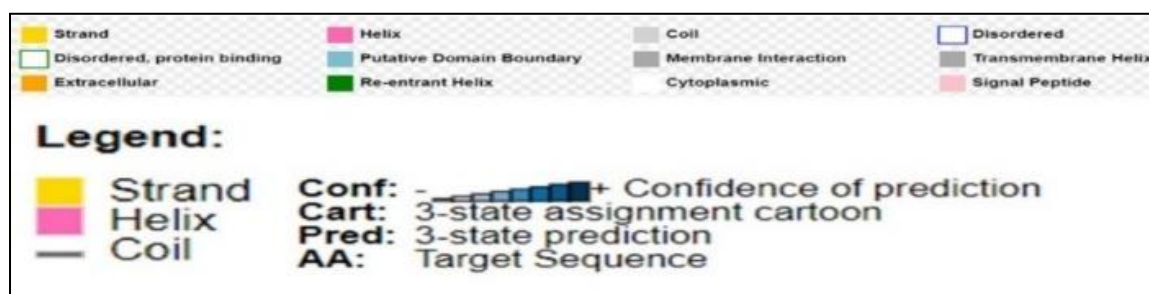 Strand Helix Coil Disordered
Disordered, protein binding Putative Domain Boundary Membrane Interaction Transmembrane Helix
Extracellular Re-entrant Helix Cytoplasmic Signal Peptide
Legend:
Strand Conf: - + Confidence of prediction
Helix Cart: 3-state assignment cartoon
Coil Pred: 3-state prediction
AA: Target Sequence